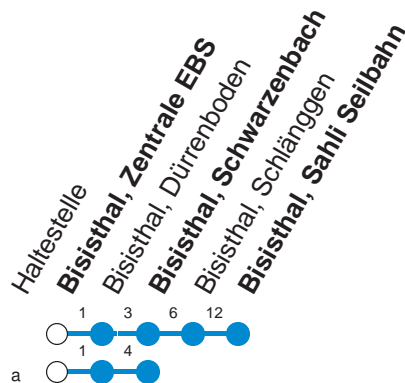 Haltestelle
Bisisthal, Zentrale EBS
Bisisthal, Dürrenboden
Bisisthal, Schwarzenbach
Bisisthal, Schlänggen
Bisisthal, Sahli Seilbahn
1 3 6 12
a 1 4